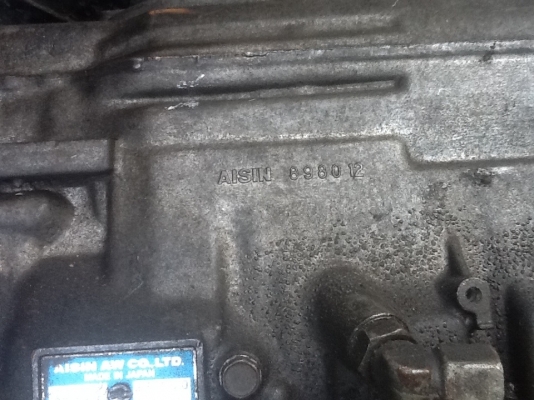 AISIN 696012
AISIN AW CO., LTD.
MADE IN JAPAN